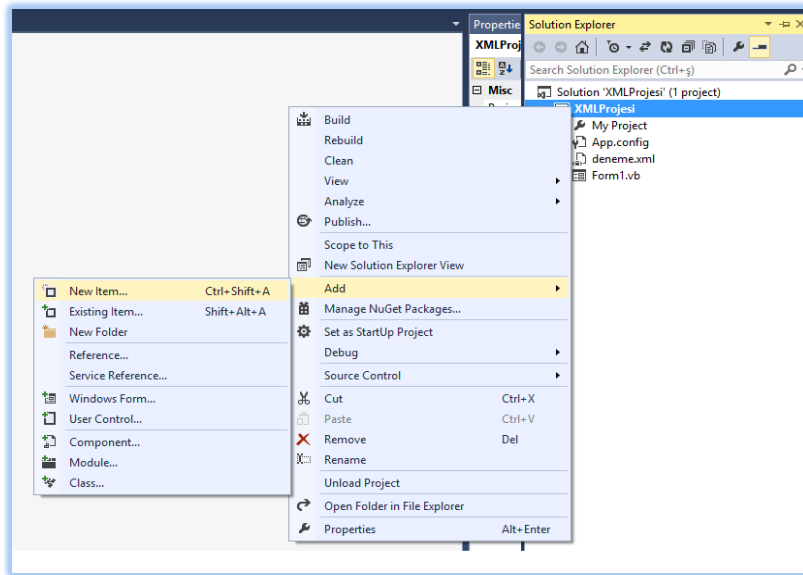 Propertie
Solution Explorer
XMLProj
Search Solution Explorer (Ctrl+ş)
Misc
Solution 'XMLProjesi' (1 project)
XMLProjesi
My Project
App.config
deneme.xml
Form1.vb
Build
Rebuild
Clean
View
Analyze
Publish...
Scope to This
New Solution Explorer View
Add
Manage NuGet Packages...
Set as StartUp Project
Debug
Source Control
Cut Ctrl+X
Paste Ctrl+V
Remove Del
Rename
Unload Project
Open Folder in File Explorer
Properties Alt+Enter
New Item... Ctrl+Shift+A
Existing Item... Shift+Alt+A
New Folder
Reference...
Service Reference...
Windows Form...
User Control...
Component...
Module...
Class...